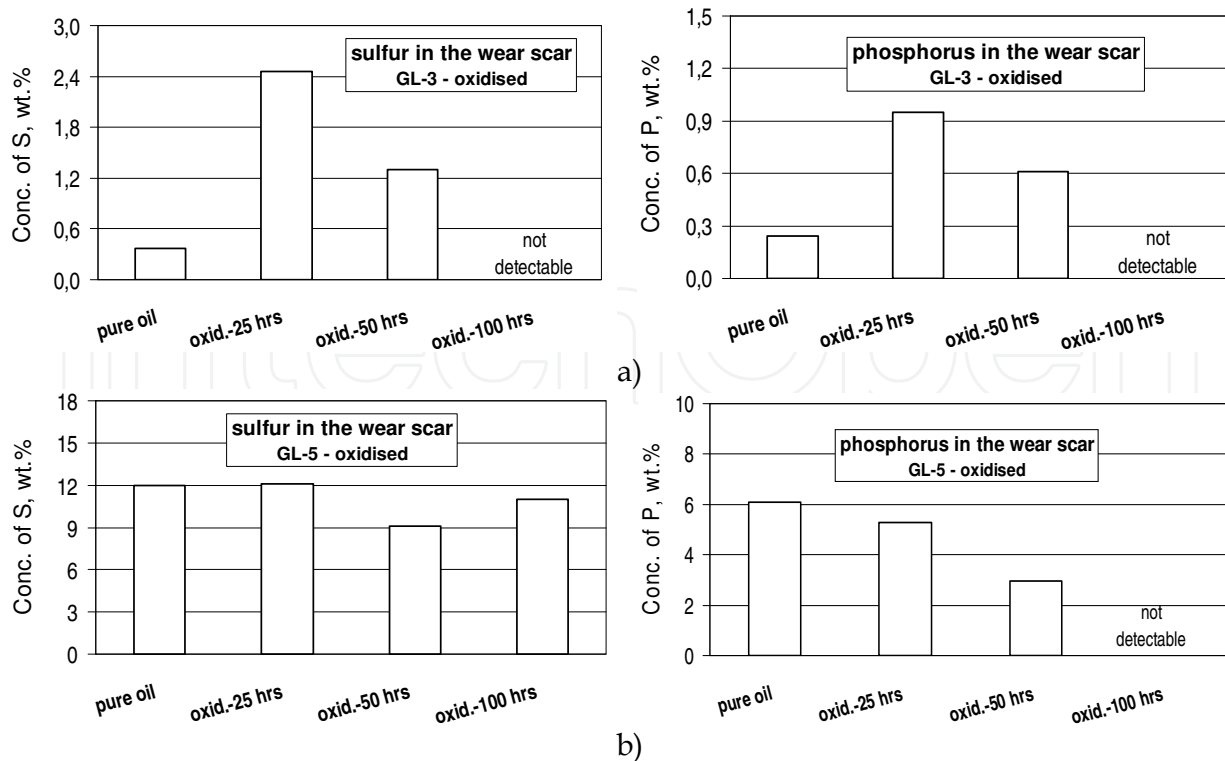 sulfur in the wear scar
GL-3 - oxidised
Conc. of S, wt.%
3,0
2,4
1,8
1,2
0,6
0,0
not
detectable
pure oil
oxid.-25 hrs
oxid.-50 hrs
oxid.-100 hrs
phosphorus in the wear scar
GL-3 - oxidised
Conc. of P, wt.%
1,5
1,2
0,9
0,6
0,3
0,0
not
detectable
pure oil
oxid.-25 hrs
oxid.-50 hrs
oxid.-100 hrs
a)
intechopen
sulfur in the wear scar
GL-5 - oxidised
Conc. of S, wt.%
18
15
12
9
6
3
0
pure oil
oxid.-25 hrs
oxid.-50 hrs
oxid.-100 hrs
phosphorus in the wear scar
GL-5 - oxidised
Conc. of P, wt.%
10
8
6
4
2
0
not
detectable
pure oil
oxid.-25 hrs
oxid.-50 hrs
oxid.-100 hrs
b)